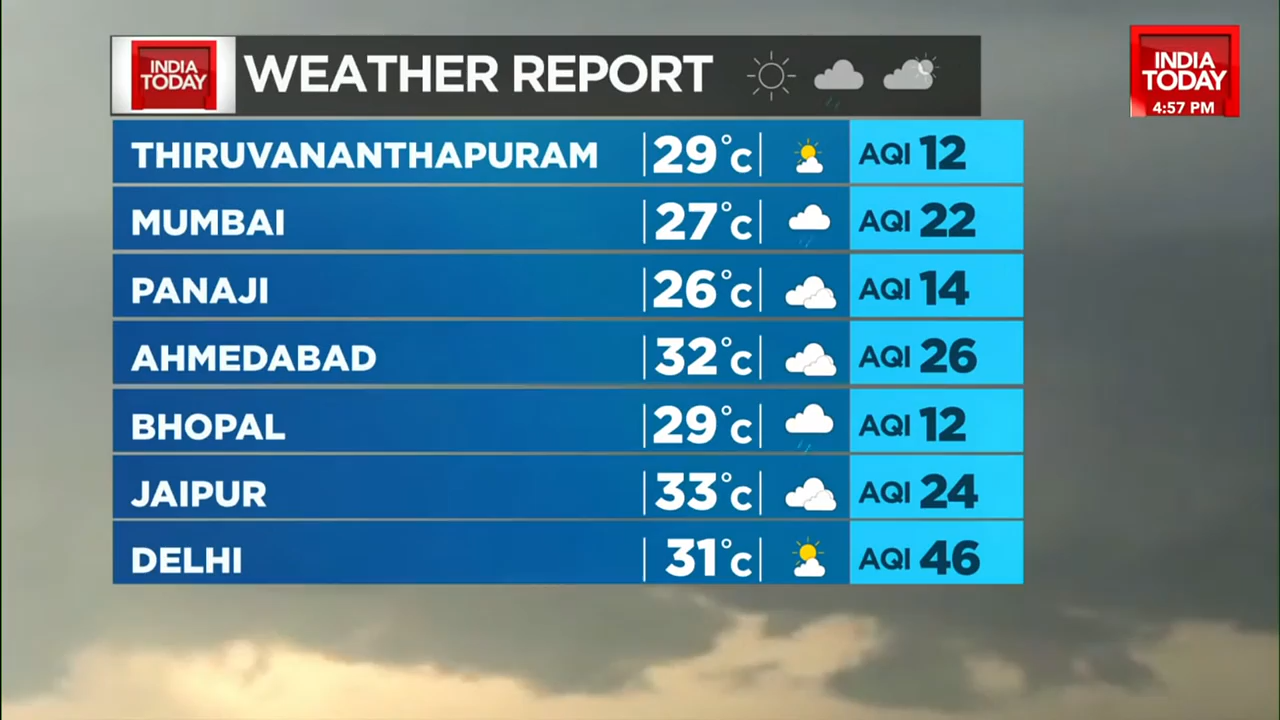 INDIA
TODAY
WEATHER REPORT
INDIA
TODAY
4:57 PM
THIRUVANANTHAPURAM 29°C AQI 12
MUMBAI 27°C AQI 22
PANAJI 26°C AQI 14
AHMEDABAD 32°C AQI 26
BHOPAL 29°C AQI 12
JAIPUR 33°C AQI 24
DELHI 31°C AQI 46